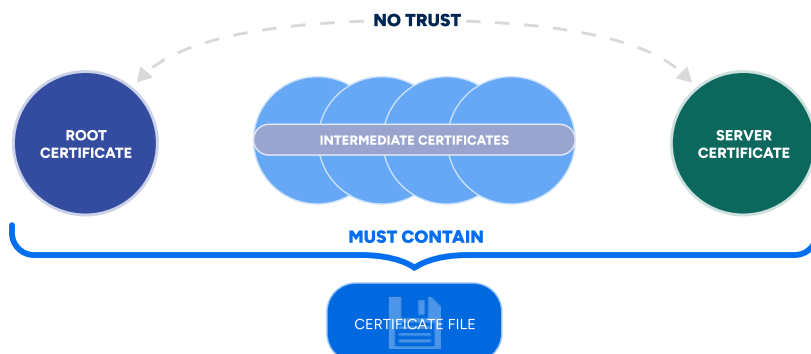 NO TRUST
ROOT
CERTIFICATE
INTERMEDIATE CERTIFICATES
SERVER
CERTIFICATE
MUST CONTAIN
CERTIFICATE FILE